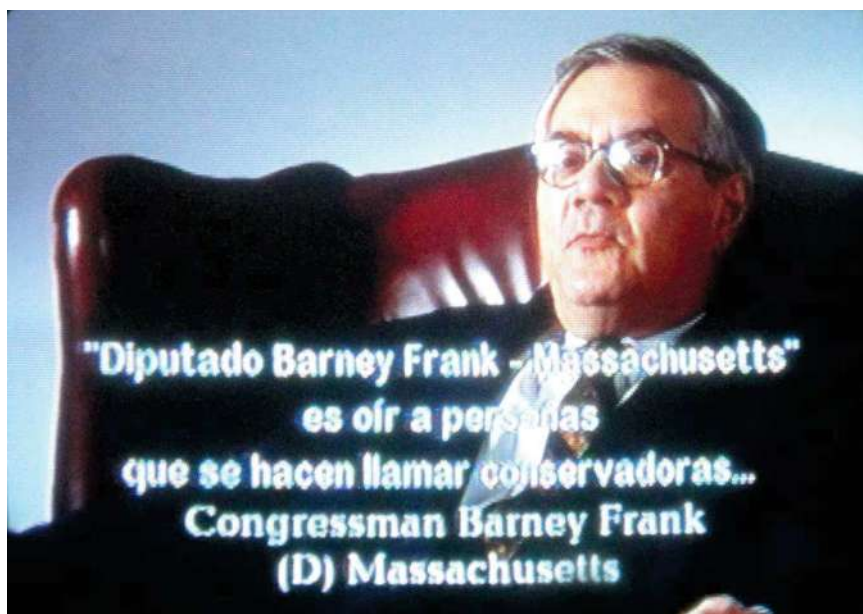 "Diputado Barney Frank - Massachusetts"
es oír a personas
que se hacen llamar conservadoras...
Congressman Barney Frank
(D) Massachusetts